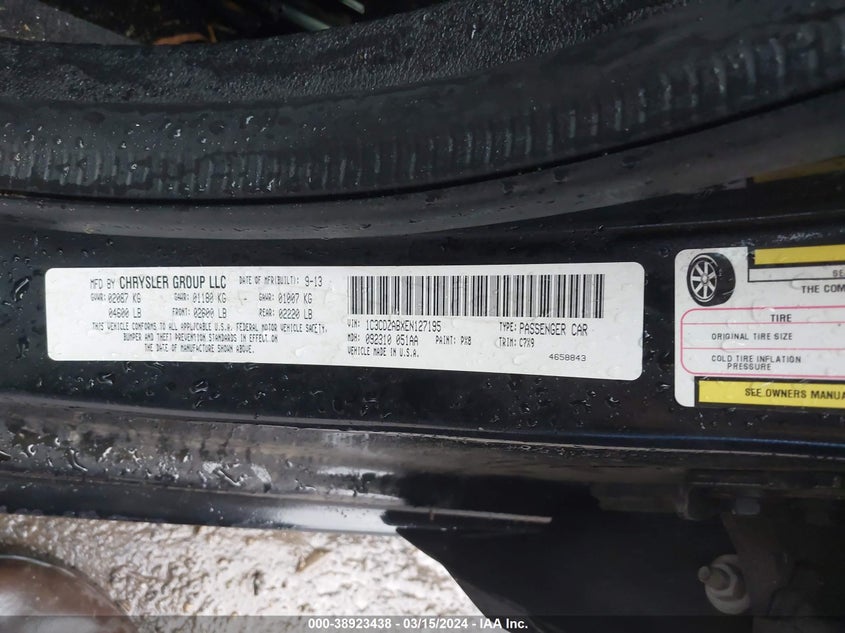 MFD BY CHRYSLER GROUP LLC DATE OF MFR(BUILT): 9-13
GVWR: 02087 KG GAWR: 01180 KG GAWR: 01007 KG
04600 LB FRONT: 02600 LB REAR: 02220 LB
THIS VEHICLE CONFORMS TO ALL APPLICABLE U.S.A. FEDERAL MOTOR VEHICLE SAFETY,
BUMPER AND THEFT PREVENTION STANDARDS IN EFFECT ON
THE DATE OF MANUFACTURE SHOWN ABOVE.
VIN: 1C3CDZABXEN127195 TYPE: PASSENGER CAR
MDH: 092310 051AA PAINT: PX8 TRIM: C7X9
VEHICLE MADE IN U.S.A.
4658843
SE
THE COM
TIRE
ORIGINAL TIRE SIZE
COLD TIRE INFLATION
PRESSURE
SEE OWNERS MANUA
000-38923438 - 03/15/2024 - IAA Inc.